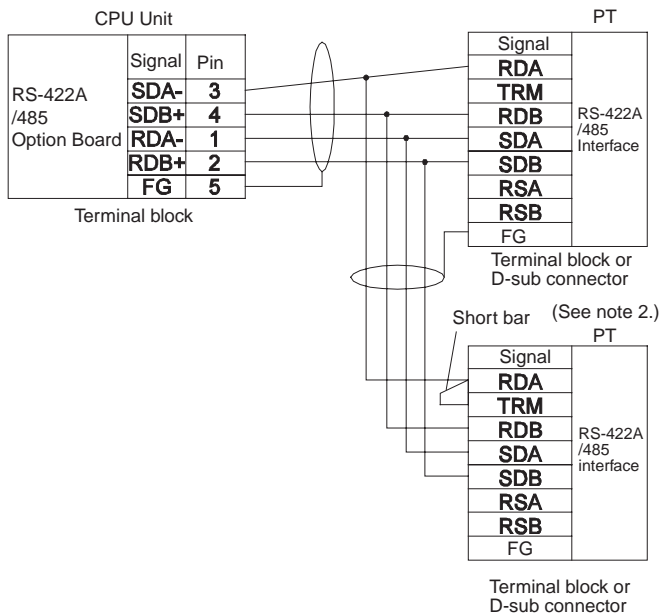 CPU Unit
RS-422A
/485
Option Board
Signal Pin
SDA- 3
SDB+ 4
RDA- 1
RDB+ 2
FG 5
Terminal block
PT
Signal
RDA
TRM
RDB
SDA
SDB
RSA
RSB
FG
RS-422A
/485
Interface
Terminal block or
D-sub connector
Short bar
(See note 2.)
PT
Signal
RDA
TRM
RDB
SDA
SDB
RSA
RSB
FG
RS-422A
/485
interface
Terminal block or
D-sub connector